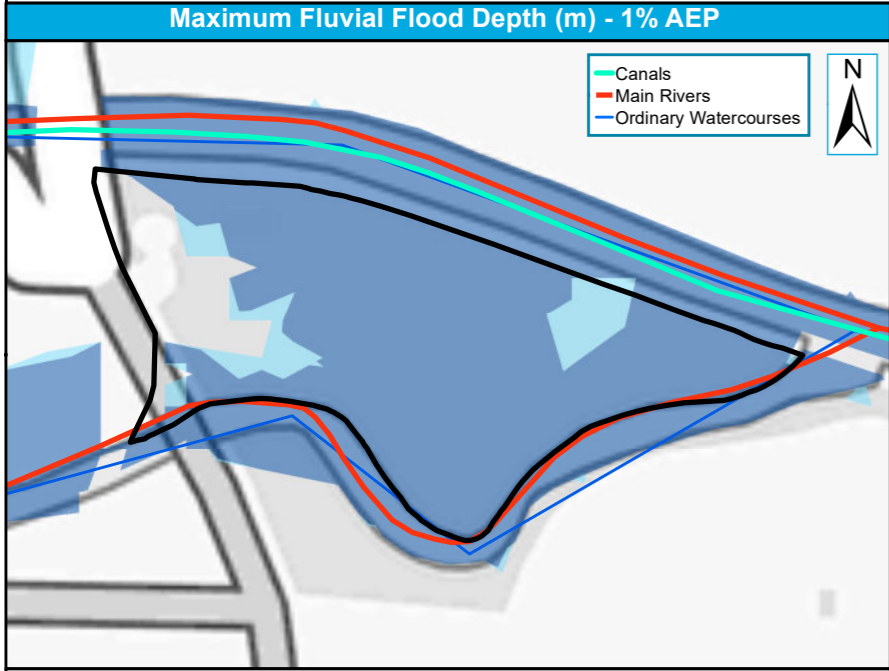 Maximum Fluvial Flood Depth (m) - 1% AEP
Canals
Main Rivers
Ordinary Watercourses
N